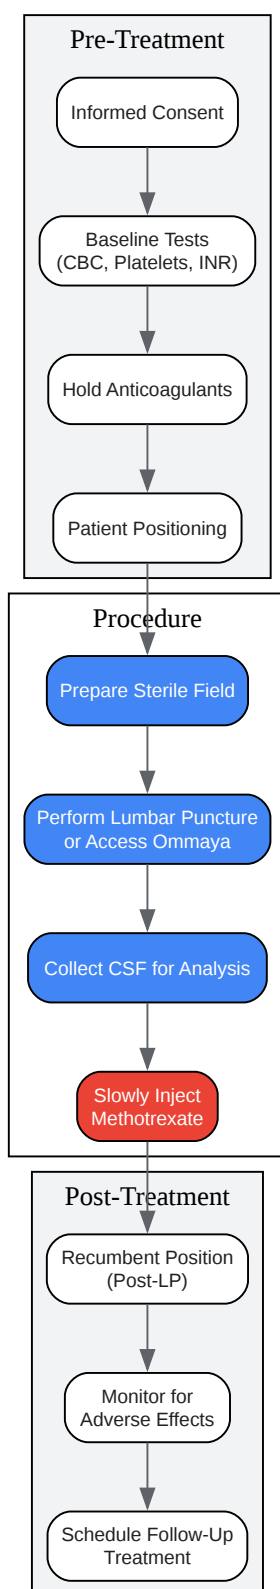 Pre-Treatment
Informed Consent
Baseline Tests
(CBC, Platelets, INR)
Hold Anticoagulants
Patient Positioning
Procedure
Prepare Sterile Field
Perform Lumbar Puncture
or Access Ommaya
Collect CSF for Analysis
Slowly Inject
Methotrexate
Post-Treatment
Recumbent Position
(Post-LP)
Monitor for
Adverse Effects
Schedule Follow-Up
Treatment